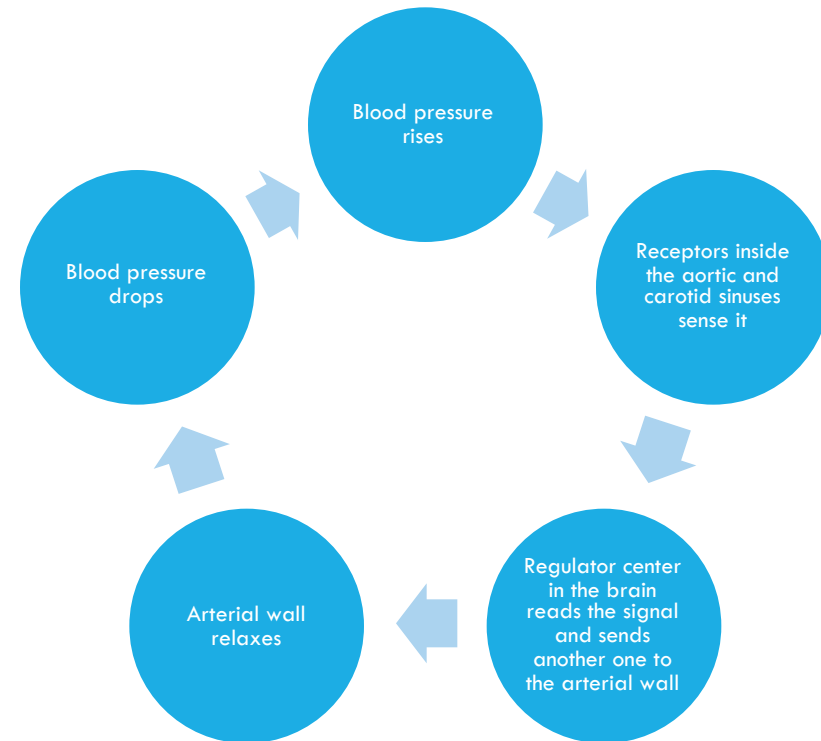 Blood pressure
rises
Receptors inside
the aortic and
carotid sinuses
sense it
Regulator center
in the brain
reads the signal
and sends
another one to
the arterial wall
Arterial wall
relaxes
Blood pressure
drops